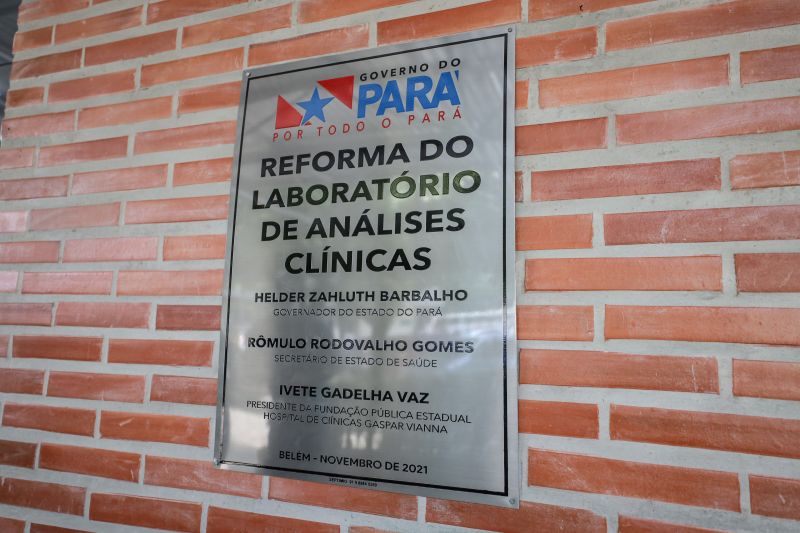 GOVERNO DO
PARÁ
POR TODO O PARÁ
REFORMA DO
LABORATÓRIO
DE ANÁLISES
CLÍNICAS
HELDER ZAHLUTH BARBALHO
GOVERNADOR DO ESTADO DO PARÁ
RÔMULO RODOVALHO GOMES
SECRETÁRIO DE ESTADO DE SAÚDE
IVETE GADELHA VAZ
PRESIDENTE DA FUNDAÇÃO PÚBLICA ESTADUAL
HOSPITAL DE CLÍNICAS GASPAR VIANNA
BELÉM – NOVEMBRO DE 2021